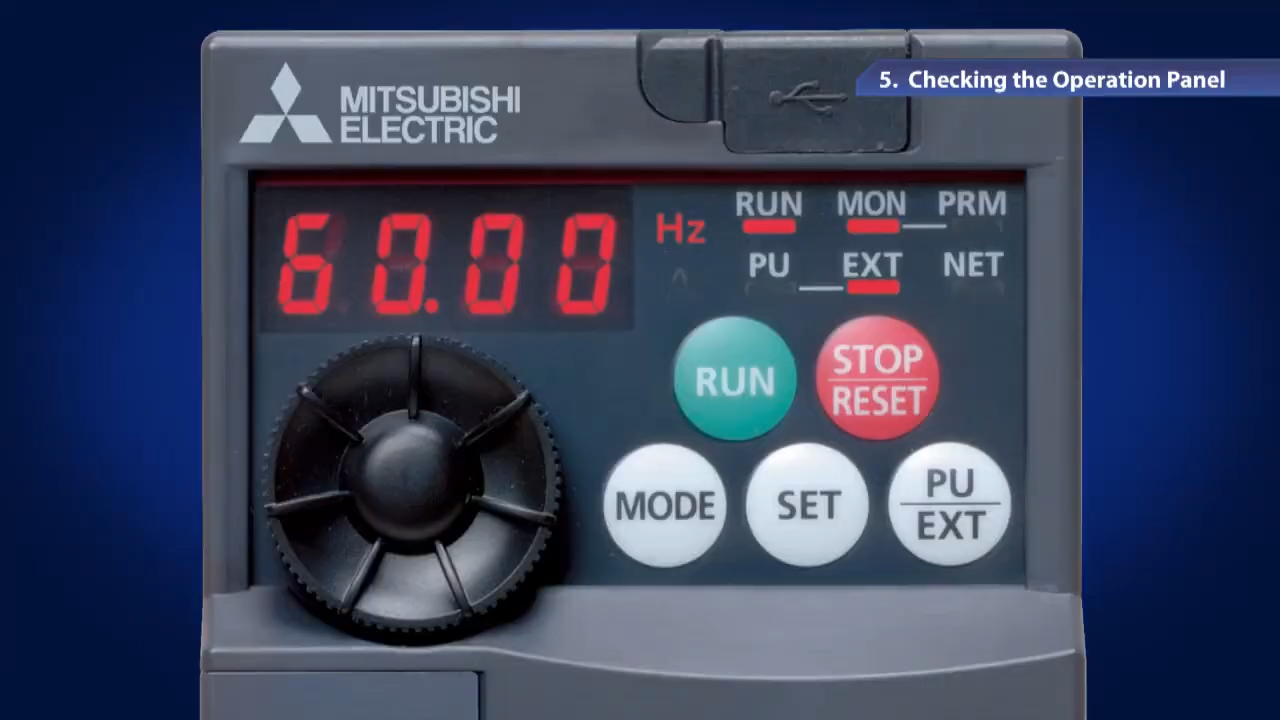 5. Checking the Operation Panel
MITSUBISHI
ELECTRIC
60.00
Hz
A
RUN MON PRM
PU EXT NET
RUN
STOP
RESET
MODE
SET
PU
EXT